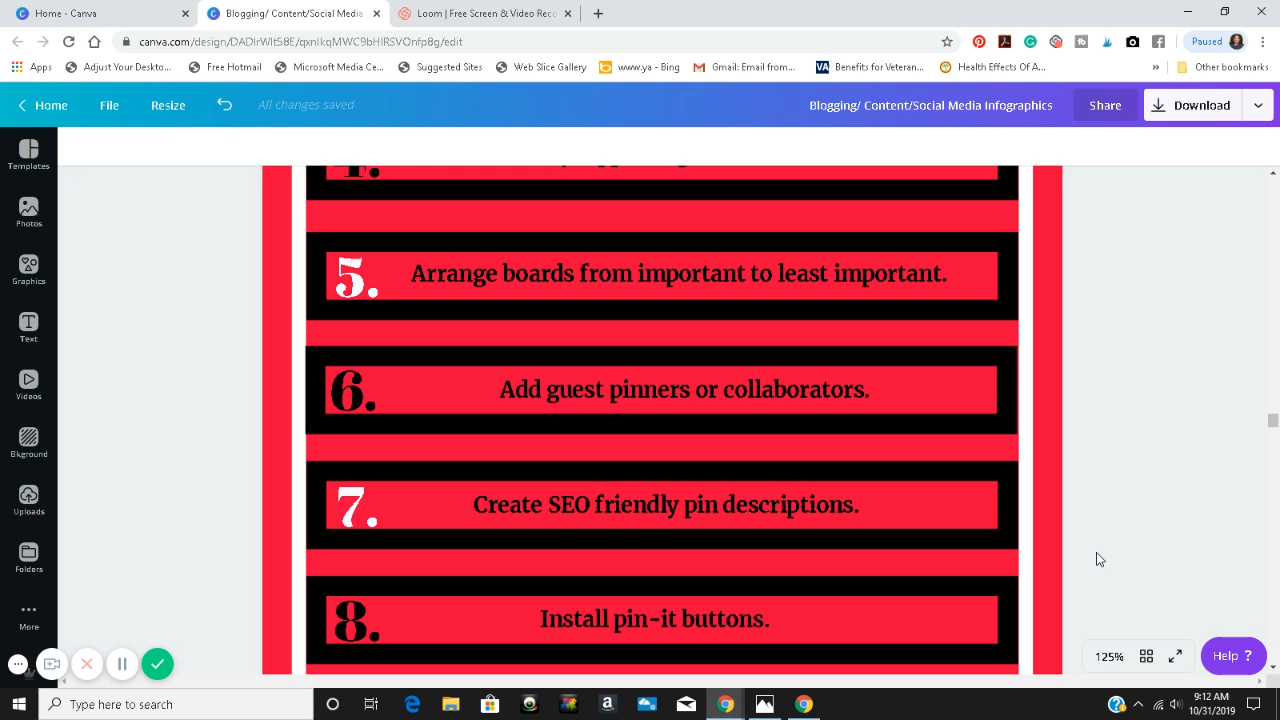 Home - Canva
Blogging/ Content/Social Media
Loom | Free Screen & Video Reco
canva.com/design/DADIrWIt58E/qxnIkqMWC9bHIRSVOnfp8g/edit
Paused
Apps
Adjust Your Deskto...
Free Hotmail
Microsoft Media Ce...
Suggested Sites
Web Slice Gallery
www.ya - Bing
Gmail: Email from...
VA Benefits for Veteran...
Health Effects Of A...
»
Other bookmarks
Home
File
Resize
All changes saved
Blogging/ Content/Social Media Infographics
Share
Download
Templates
Photos
Graphics
Text
Videos
Bkground
Uploads
Folders
More
4.
5. Arrange boards from important to least important.
6. Add guest pinners or collaborators.
7. Create SEO friendly pin descriptions.
8. Install pin-it buttons.
125%
Help ?
Type here to search
9:12 AM
10/31/2019